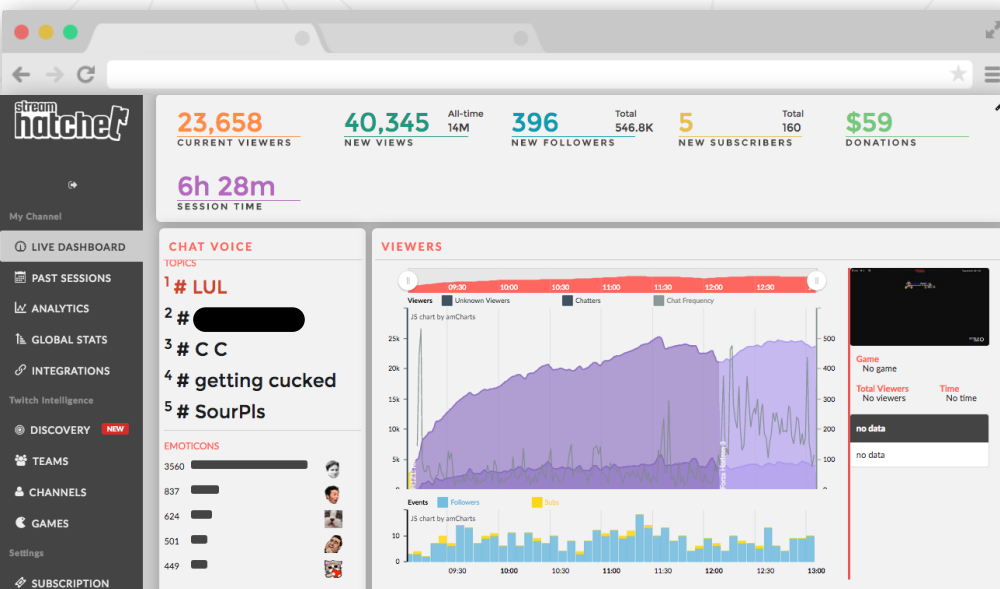 stream
hatchet
23,658
CURRENT VIEWERS
40,345
All-time
14M
NEW VIEWS
396
Total
546.8K
NEW FOLLOWERS
5
Total
160
NEW SUBSCRIBERS
$59
DONATIONS
6h 28m
SESSION TIME
My Channel
LIVE DASHBOARD
PAST SESSIONS
ANALYTICS
GLOBAL STATS
INTEGRATIONS
Twitch Intelligence
DISCOVERY NEW
TEAMS
CHANNELS
GAMES
Settings
SUBSCRIPTION
CHAT VOICE
TOPICS
1 # LUL
2 #
3 # C C
4 # getting cucked
5 # SourPls
EMOTICONS
3560
837
624
501
449
VIEWERS
09:30 10:00 10:30 11:00 11:30 12:00 12:30
Viewers Unknown Viewers Chatters Chat Frequency
JS chart by amCharts
25k
20k
15k
10k
5k
0
500
400
300
200
100
0
Events Followers Subs
JS chart by amCharts
10
0
09:30 10:00 10:30 11:00 11:30 12:00 12:30 13:00
Game
No game
Total Viewers Time
No viewers No time
no data
no data